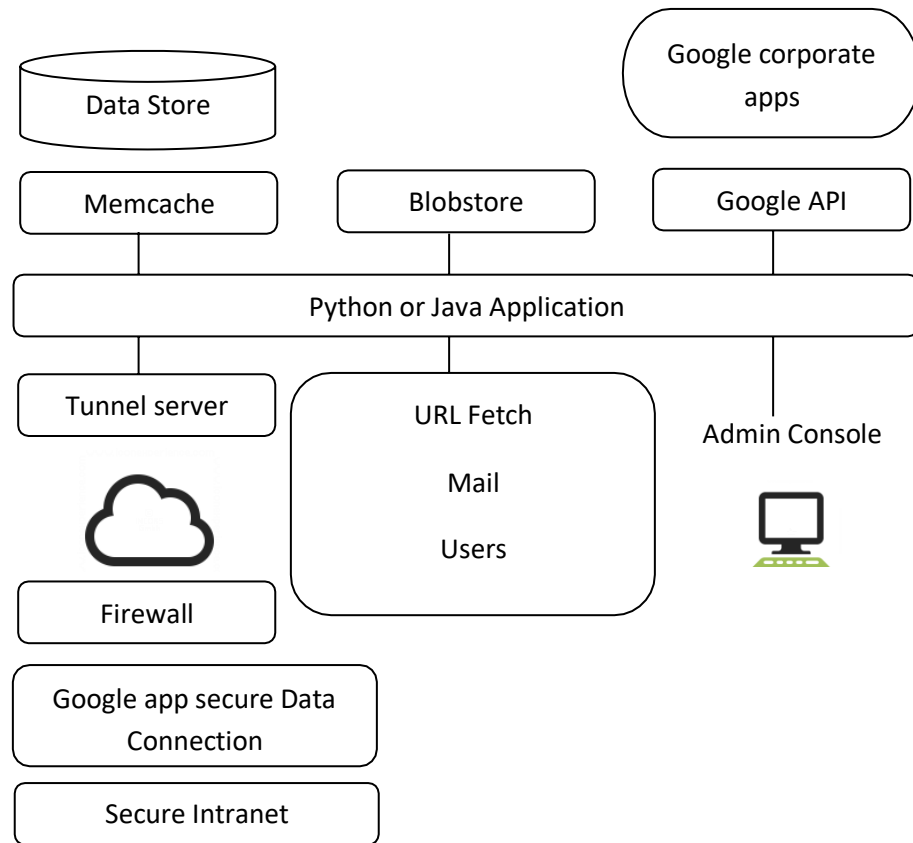 Google corporate
apps
Data Store
Memcache
Blobstore
Google API
Python or Java Application
Tunnel server
URL Fetch
Admin Console
Mail
Users
Firewall
Google app secure Data
Connection
Secure Intranet